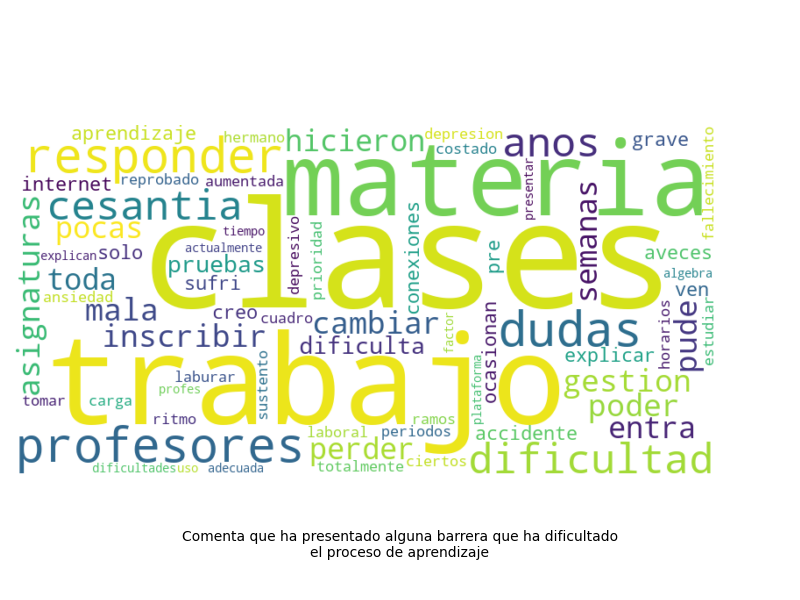 aprendizaje
hermano
hicieron
depresion
costado
anos
grave
fallecimiento
responder
materia
internet
reprobado
aumentada
presentar
cesantia
clases
semanas
asignaturas
pocas
tiempo
actualmente
depresivo
prioridad
conexiones
pre
aveces
explican
solo
pruebas
algebra
toda
sufri
ven
ansiedad
mala
creo
cuadro
cambiar
factor
ocasionan
dudas
pude
horarios
estudiar
inscribir
dificulta
explicar
trabajo
laburar
profes
sustento
plataforma
gestion
tomar
carga
poder
ritmo
ramos
entra
profesores
laboral
periodos
accidente
perder
dificultad
dificultades
uso
adecuada
totalmente
ciertos
Comenta que ha presentado alguna barrera que ha dificultado
el proceso de aprendizaje